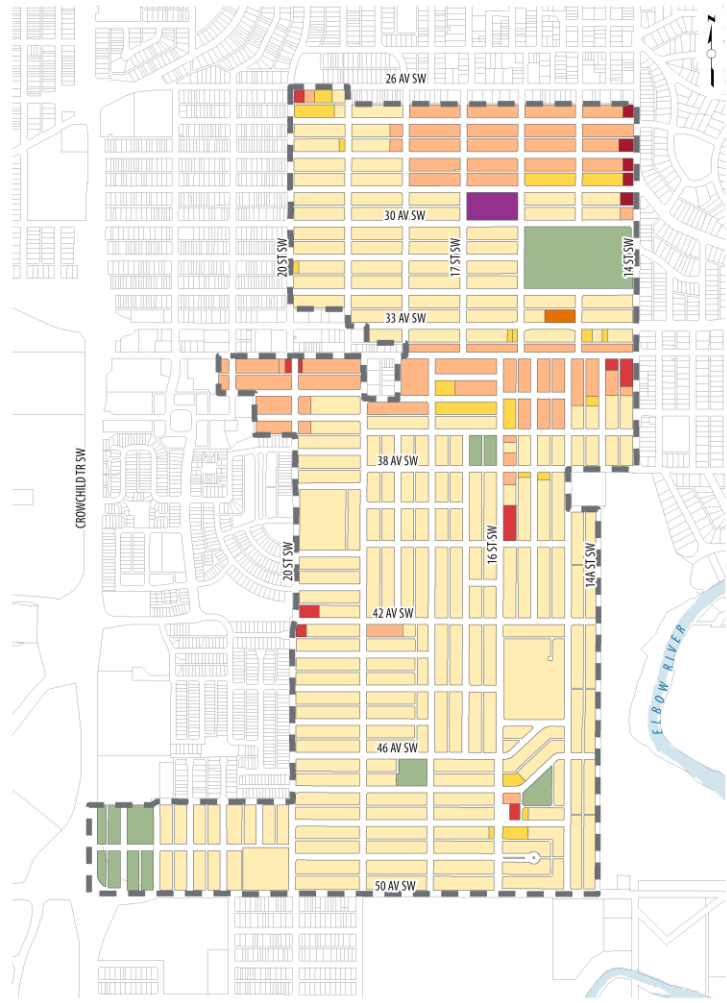 N
26 AV SW
30 AV SW
20 ST SW
17 ST SW
14 ST SW
33 AV SW
38 AV SW
CROWCHILD TR SW
16 ST SW
20 ST SW
14A ST SW
42 AV SW
ELBOW RIVER
46 AV SW
50 AV SW